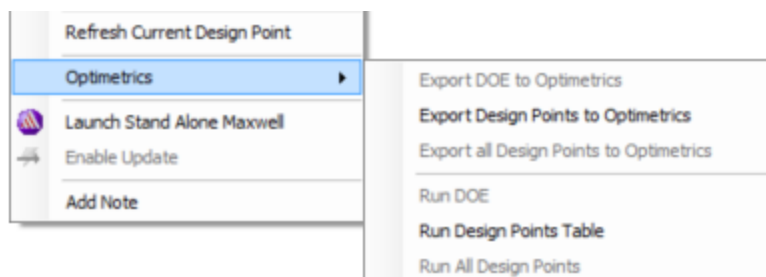 Refresh Current Design Point
Optimetrics
Launch Stand Alone Maxwell
Enable Update
Add Note
Export DOE to Optimetrics
Export Design Points to Optimetrics
Export all Design Points to Optimetrics
Run DOE
Run Design Points Table
Run All Design Points